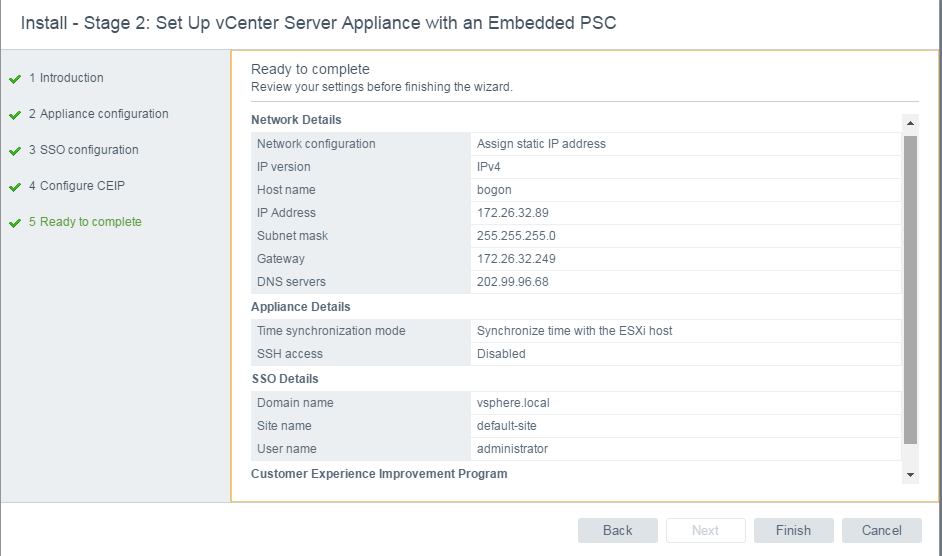 Install - Stage 2: Set Up vCenter Server Appliance with an Embedded PSC
1 Introduction
2 Appliance configuration
3 SSO configuration
4 Configure CEIP
5 Ready to complete
Ready to complete
Review your settings before finishing the wizard.
Network Details
Network configuration Assign static IP address
IP version IPv4
Host name bogon
IP Address 172.26.32.89
Subnet mask 255.255.255.0
Gateway 172.26.32.249
DNS servers 202.99.96.68
Appliance Details
Time synchronization mode Synchronize time with the ESXi host
SSH access Disabled
SSO Details
Domain name vsphere.local
Site name default-site
User name administrator
Customer Experience Improvement Program
Back Next Finish Cancel